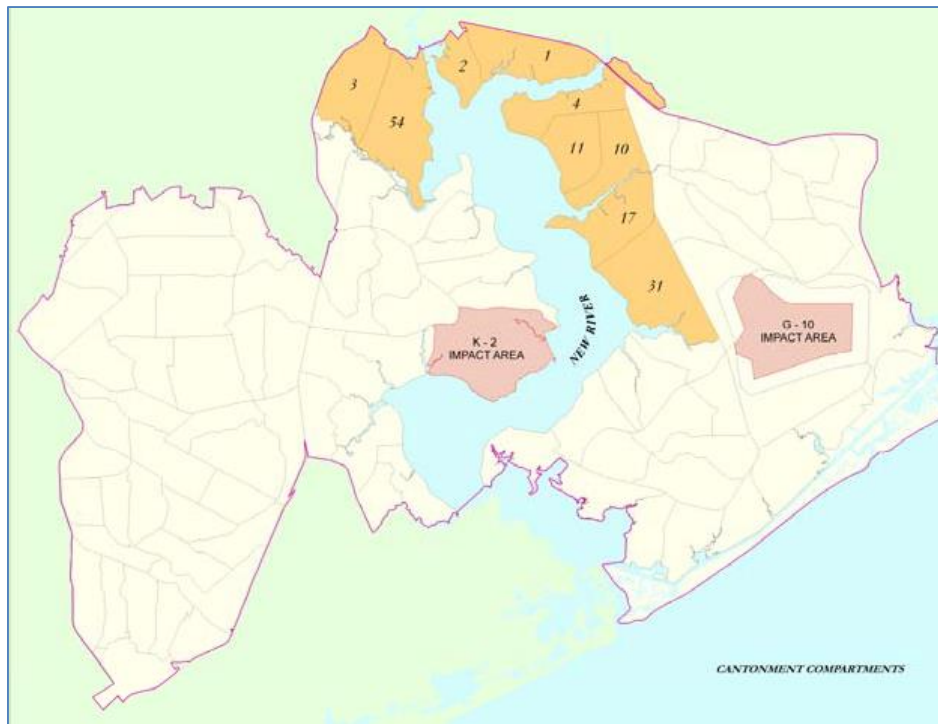 1
2
3
4
54
11
10
17
31
NEW RIVER
K - 2
IMPACT AREA
G - 10
IMPACT AREA
CANTONMENT COMPARTMENTS